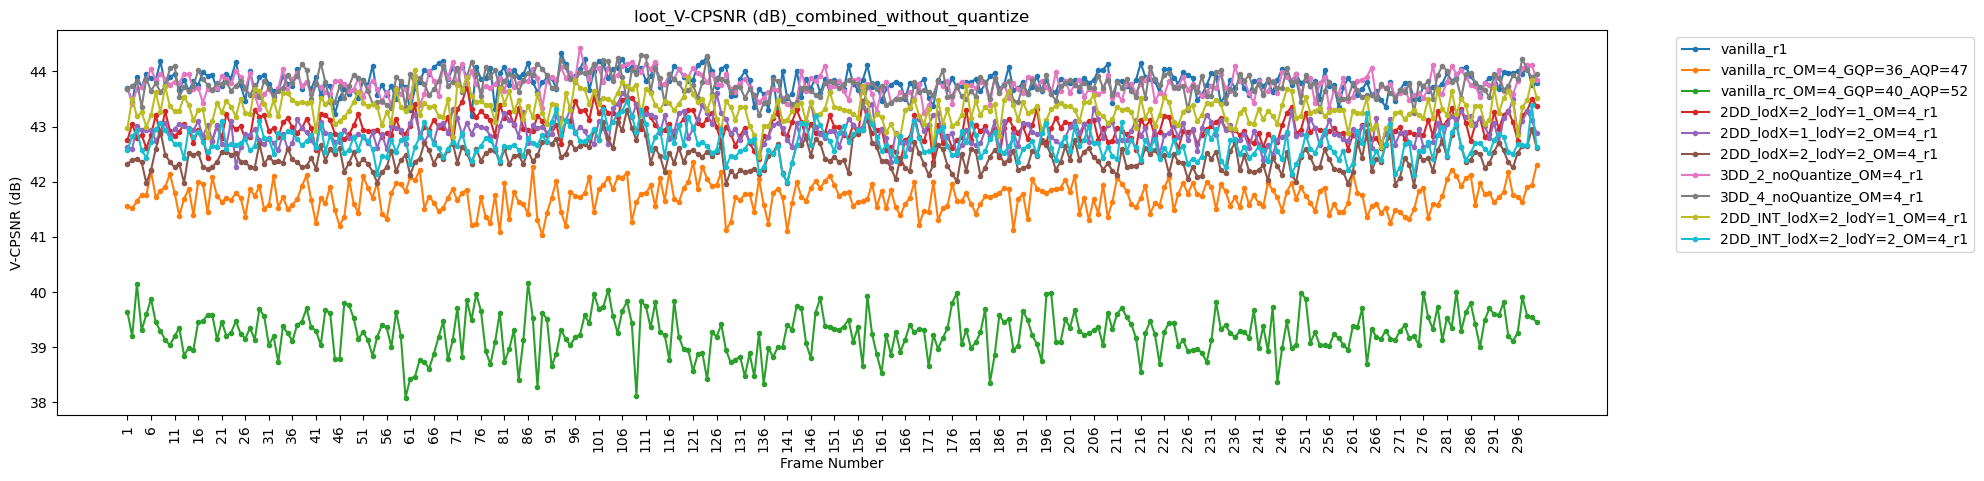 loot_V-CPSNR (dB)_combined_without_quantize
V-CPSNR (dB)
44
43
42
41
40
39
38
1 6 11 16 21 26 31 36 41 46 51 56 61 66 71 76 81 86 91 96 101 106 111 116 121 126 131 136 141 146 151 156 161 166 171 176 181 186 191 196 201 206 211 216 221 226 231 236 241 246 251 256 261 266 271 276 281 286 291 296
Frame Number
vanilla_r1
vanilla_rc_OM=4_GQP=36_AQP=47
vanilla_rc_OM=4_GQP=40_AQP=52
2DD_lodX=2_lodY=1_OM=4_r1
2DD_lodX=1_lodY=2_OM=4_r1
2DD_lodX=2_lodY=2_OM=4_r1
3DD_2_noQuantize_OM=4_r1
3DD_4_noQuantize_OM=4_r1
2DD_INT_lodX=2_lodY=1_OM=4_r1
2DD_INT_lodX=2_lodY=2_OM=4_r1